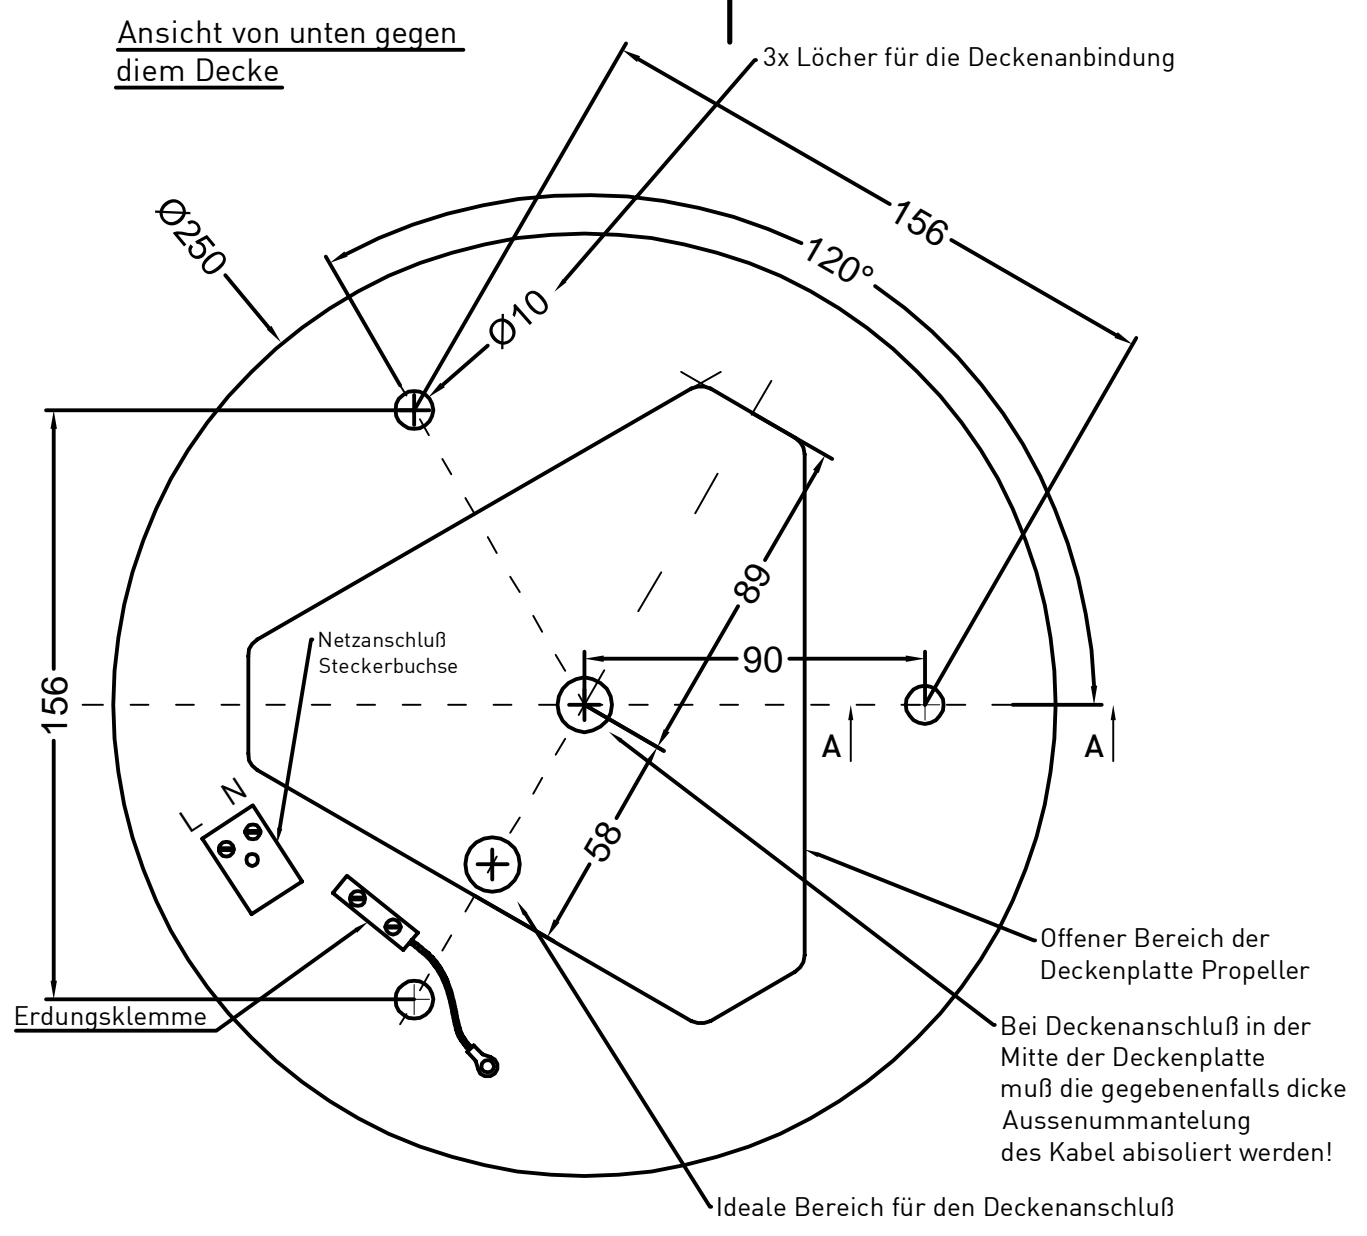 Ansicht von unten gegen
diem Decke
3x Löcher für die Deckenanbindung
Ø250
156
120°
Ø10
89
Netzanschluß
Steckerbuchse
90
156
A
A
N
L
58
Offener Bereich der
Deckenplatte Propeller
Erdungsklemme
Bei Deckenanschluß in der
Mitte der Deckenplatte
muß die gegebenenfalls dicke
Aussenummantelung
des Kabel abisoliert werden!
Ideale Bereich für den Deckenanschluß